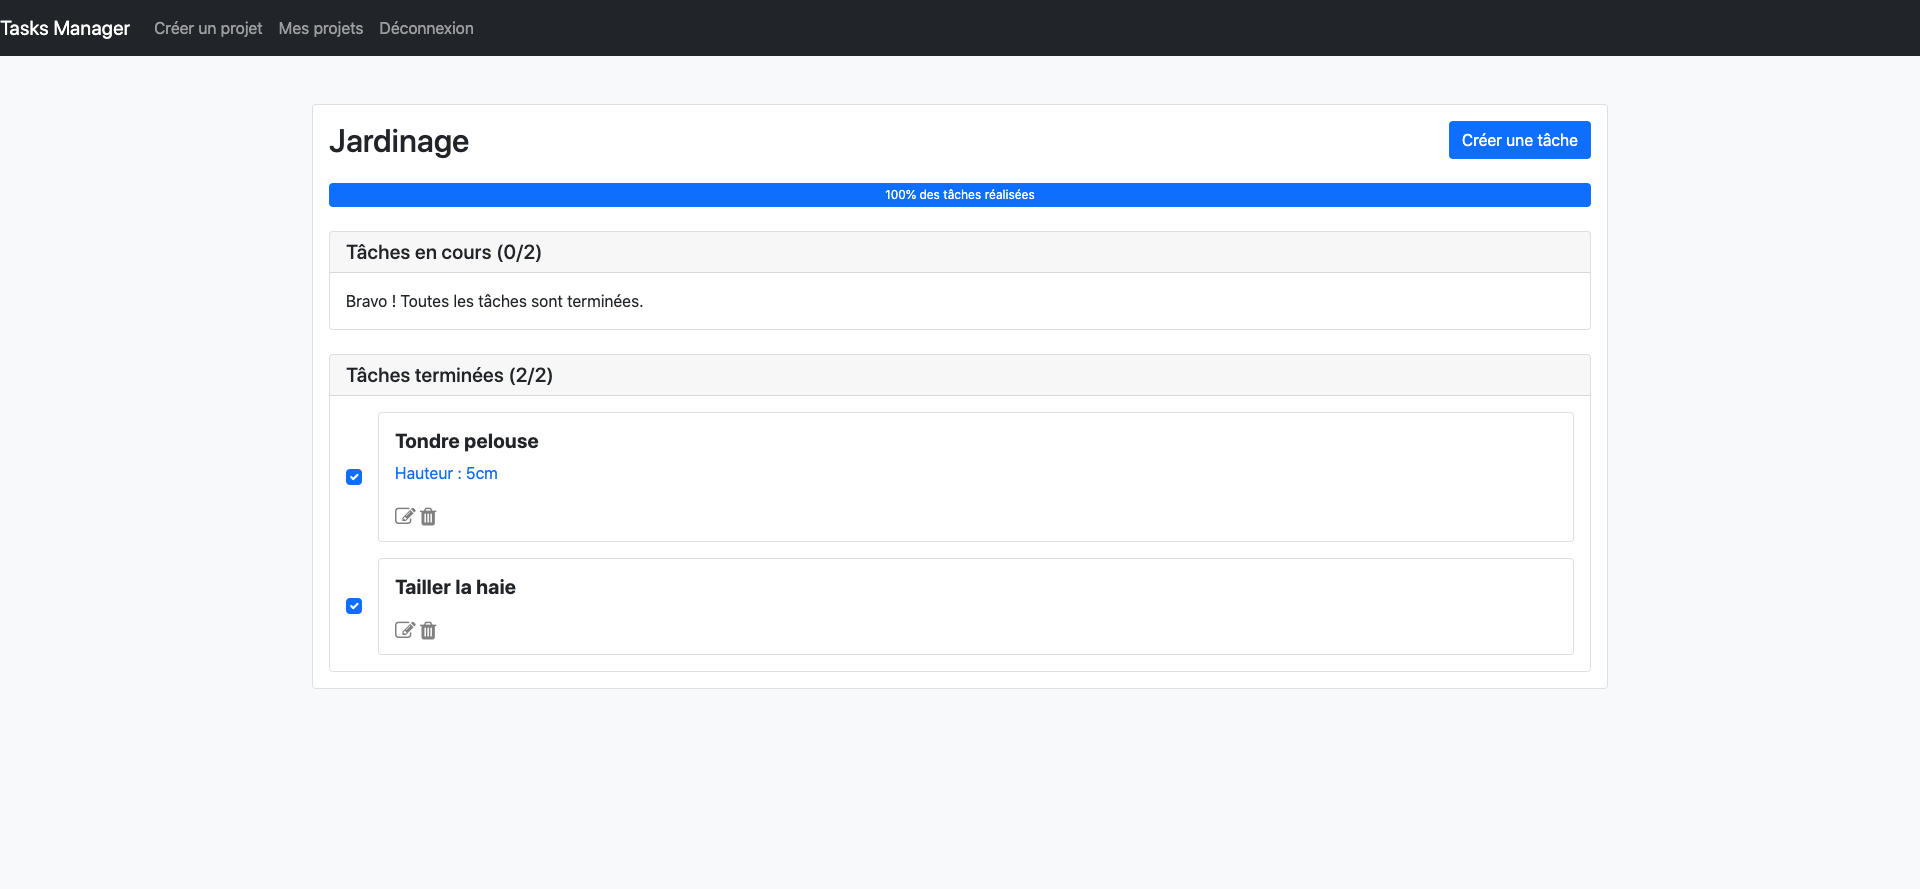 Tasks Manager Créer un projet Mes projets Déconnexion
Jardinage
Créer une tâche
100% des tâches réalisées
Tâches en cours (0/2)
Bravo ! Toutes les tâches sont terminées.
Tâches terminées (2/2)
Tondre pelouse
Hauteur : 5cm
Tailler la haie